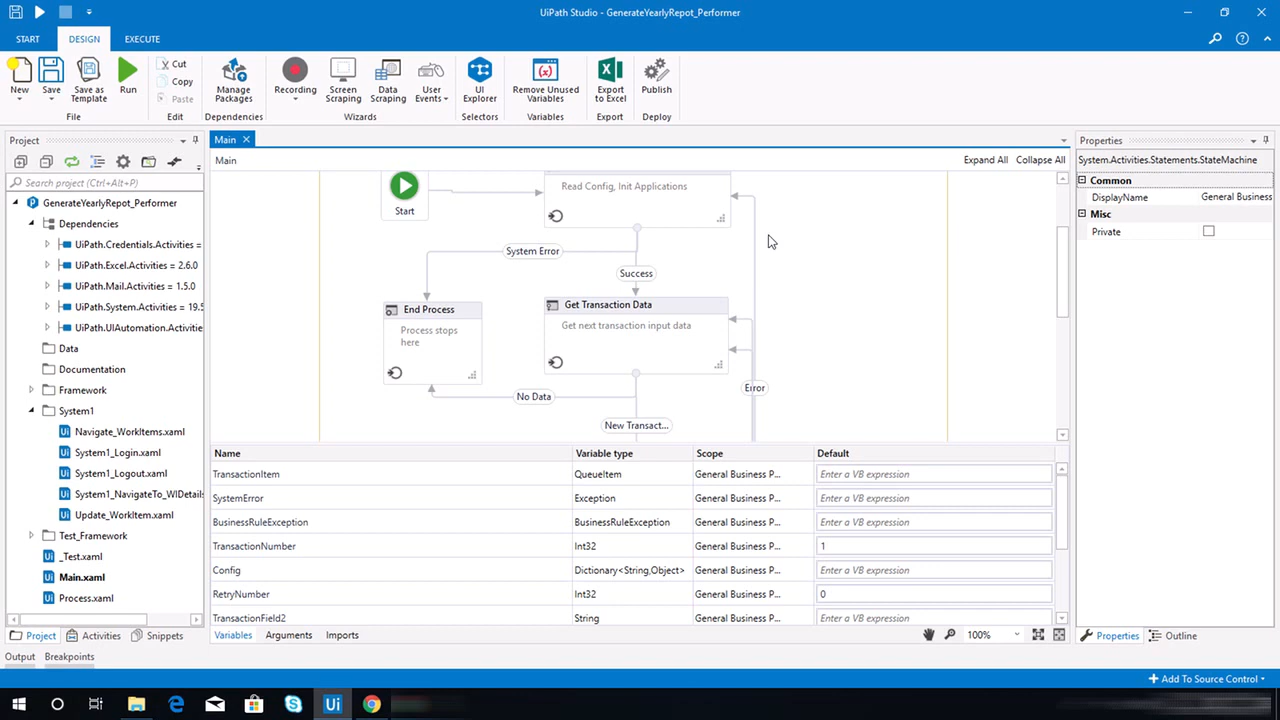 UiPath Studio - GenerateYearlyRepot_Performer
START DESIGN EXECUTE
New Save Save as Template Run
Cut
Copy
Paste
Manage Packages
Recording Screen Scraping Data Scraping User Events
UI Explorer
Remove Unused Variables
Export to Excel
Publish
File Edit Dependencies Wizards Selectors Variables Export Deploy
Project
Search project (Ctrl+Alt+P)
GenerateYearlyRepot_Performer
Dependencies
UiPath.Credentials.Activities =
UiPath.Excel.Activities = 2.6.0
UiPath.Mail.Activities = 1.5.0
UiPath.System.Activities = 19.5
UiPath.UIAutomation.Activitie
Data
Documentation
Framework
System1
Navigate_WorkItems.xaml
System1_Login.xaml
System1_Logout.xaml
System1_NavigateTo_WIDetails
Update_WorkItem.xaml
Test_Framework
_Test.xaml
Main.xaml
Process.xaml
Project Activities Snippets
Output Breakpoints
Main
Main Expand All Collapse All
Start
Read Config, Init Applications
System Error
Success
End Process
Process stops
here
Get Transaction Data
Get next transaction input data
Error
No Data
New Transact...
Name Variable type Scope Default
TransactionItem QueueItem General Business P... Enter a VB expression
SystemError Exception General Business P... Enter a VB expression
BusinessRuleException BusinessRuleException General Business P... Enter a VB expression
TransactionNumber Int32 General Business P... 1
Config Dictionary<String,Object> General Business P... Enter a VB expression
RetryNumber Int32 General Business P... 0
TransactionField2 String General Business P... Enter a VB expression
Variables Arguments Imports 100%
Properties
System.Activities.Statements.StateMachine
Common
DisplayName General Business
Misc
Private
Properties Outline
Add To Source Control
Ui